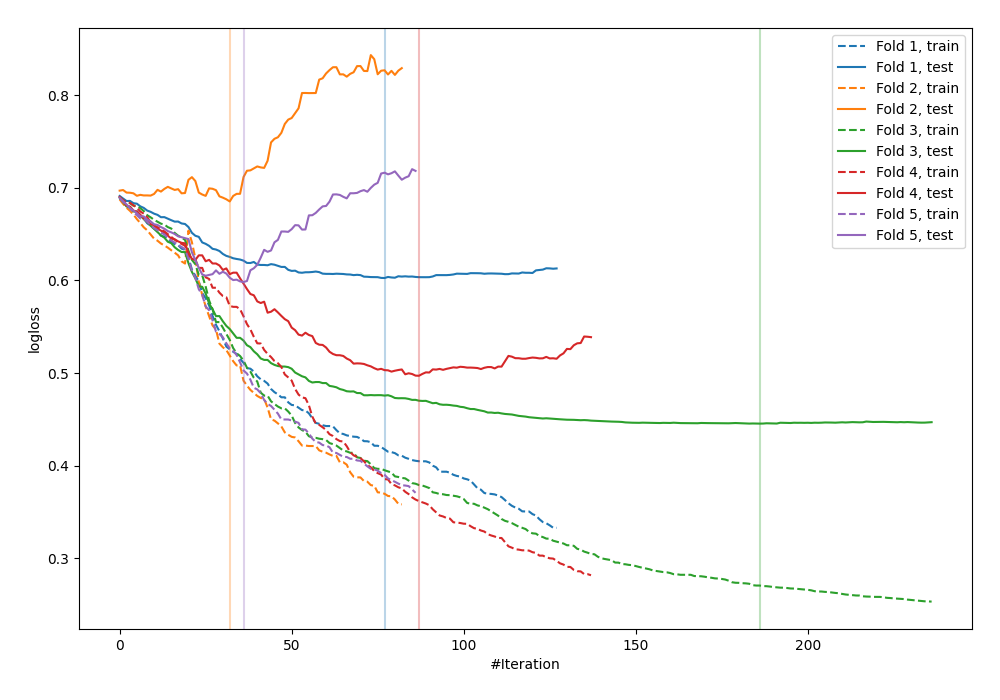 Fold 1, train
Fold 1, test
Fold 2, train
Fold 2, test
Fold 3, train
Fold 3, test
Fold 4, train
Fold 4, test
Fold 5, train
Fold 5, test
logloss
0.8
0.7
0.6
0.5
0.4
0.3
0
50
100
150
200
#Iteration